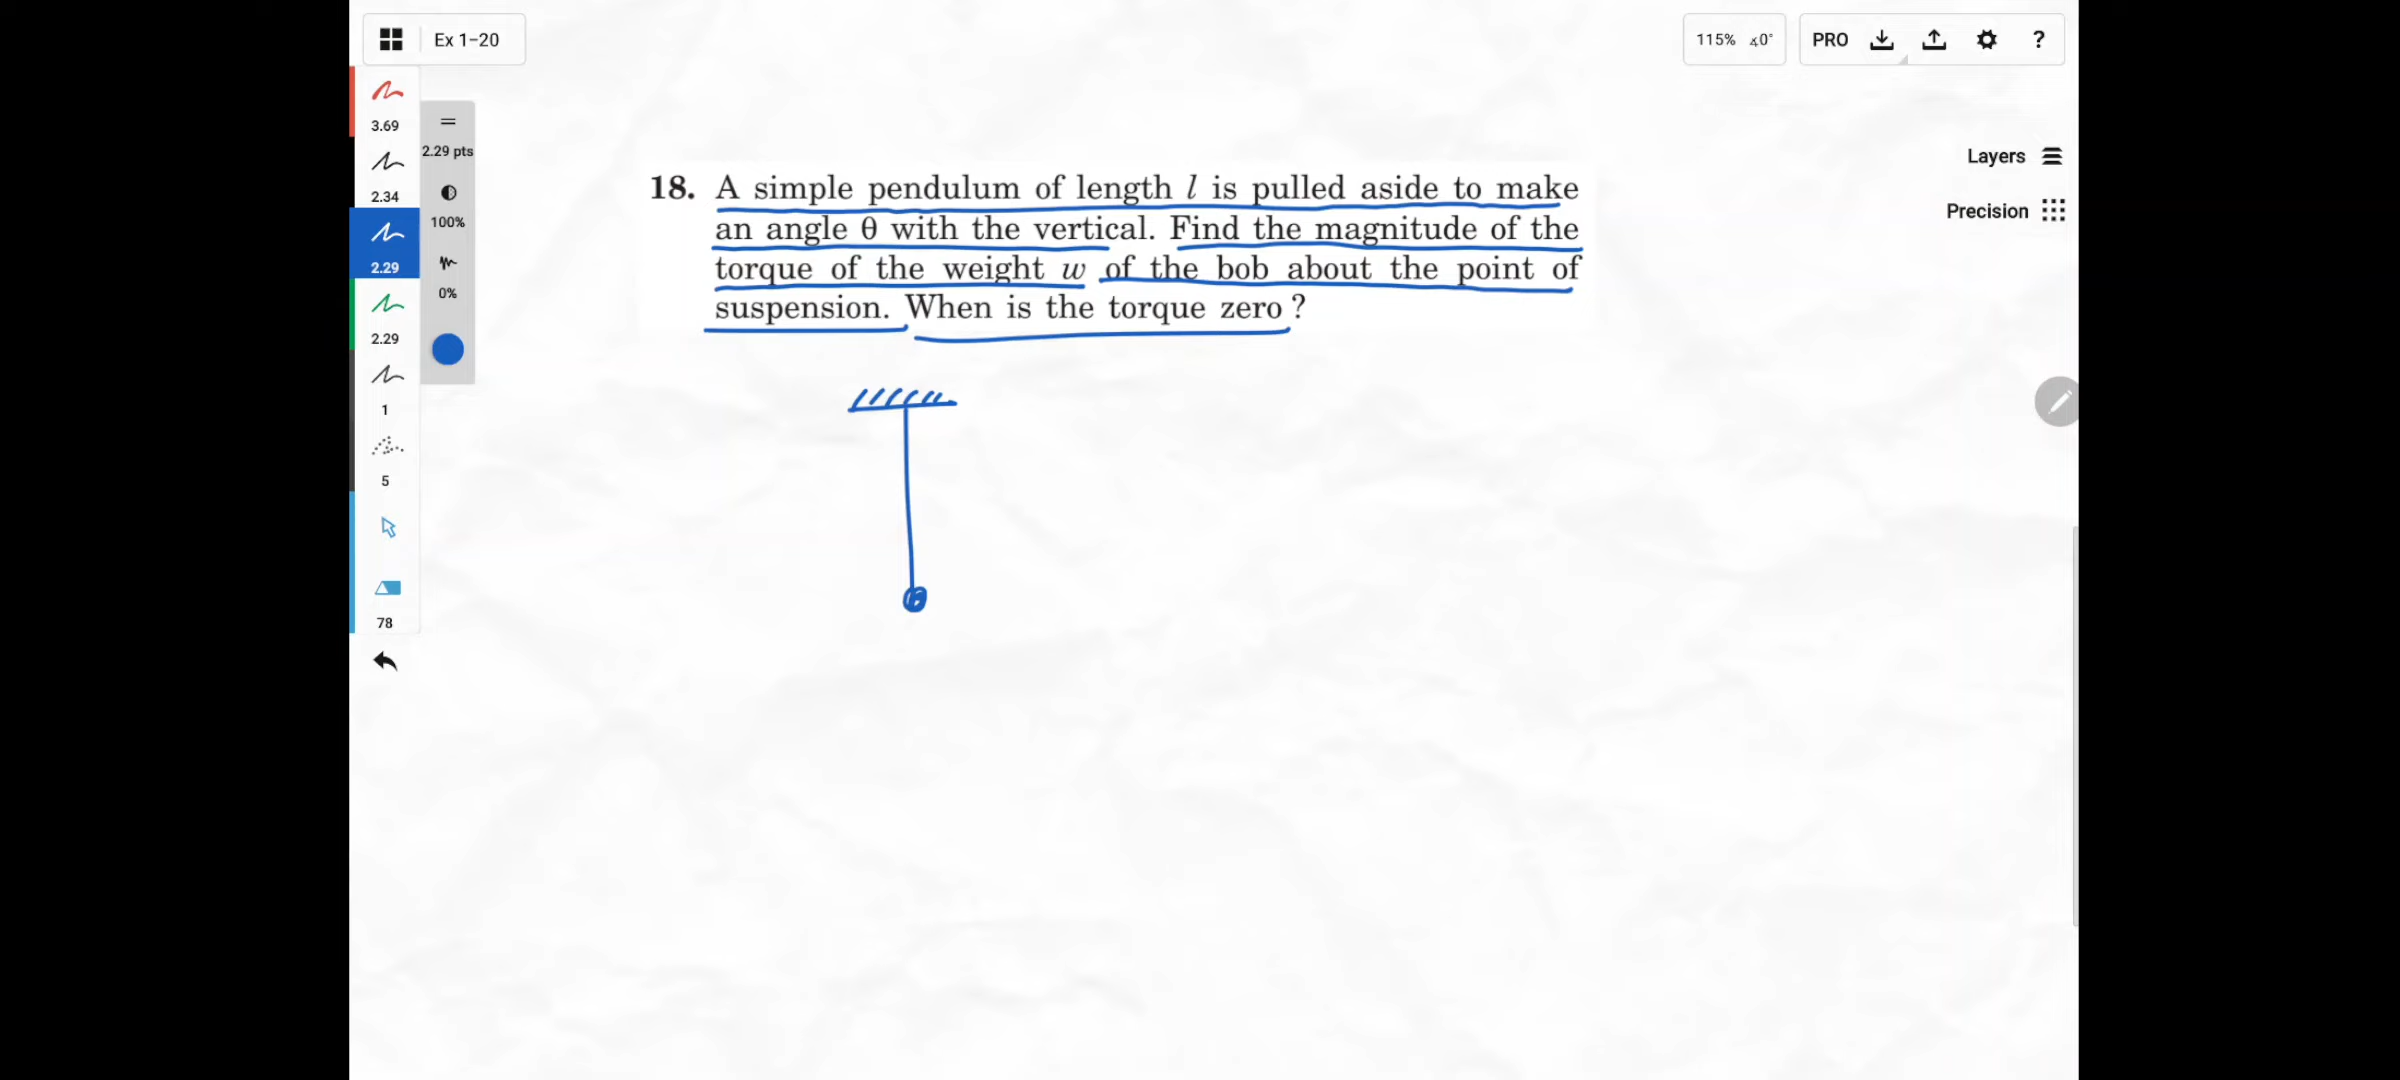 Ex 1-20
115% ∡0°
PRO
?
3.69
2.34
2.29
2.29
1
5
78
2.29 pts
100%
0%
Layers
Precision
18. A simple pendulum of length l is pulled aside to make
an angle θ with the vertical. Find the magnitude of the
torque of the weight w of the bob about the point of
suspension. When is the torque zero ?